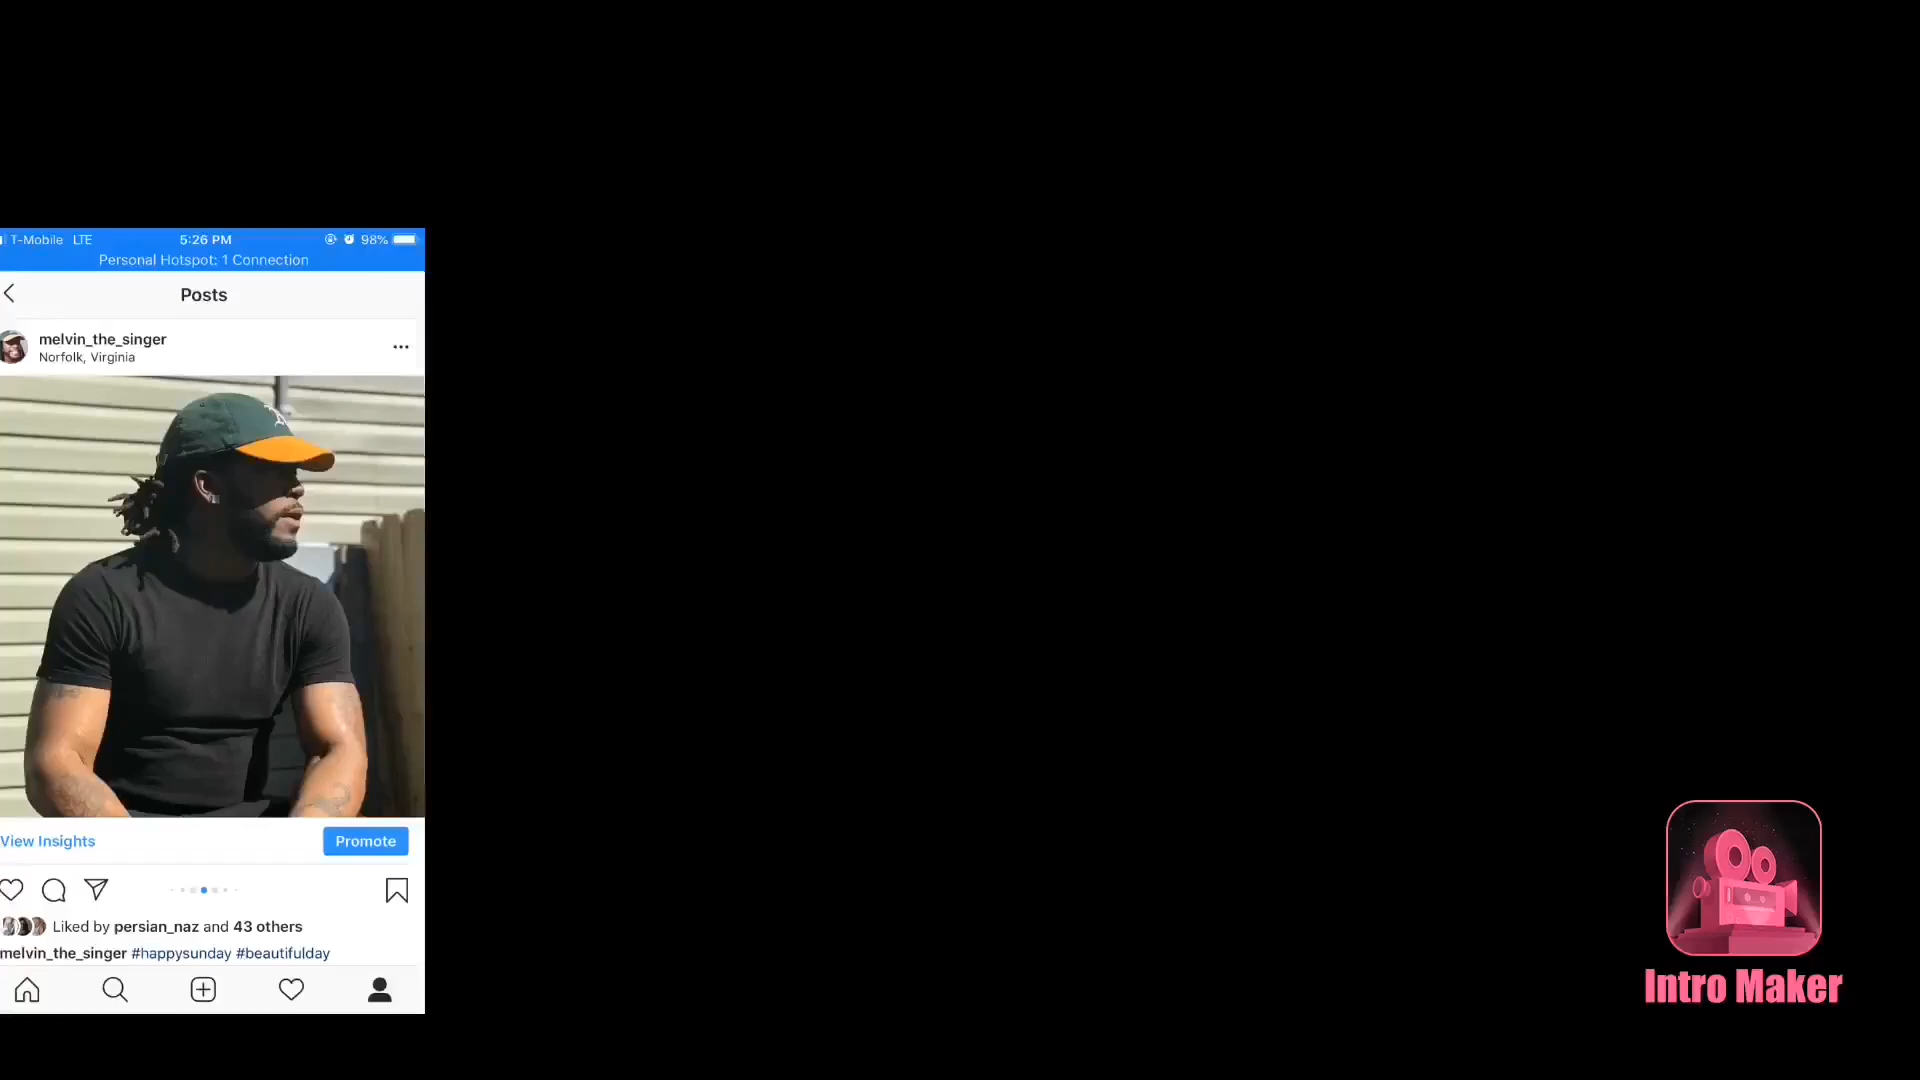 T-Mobile LTE 5:26 PM 98%
Personal Hotspot: 1 Connection
Posts
melvin_the_singer
Norfolk, Virginia
View Insights
Promote
Liked by persian_naz and 43 others
melvin_the_singer #happysunday #beautifulday
Intro Maker